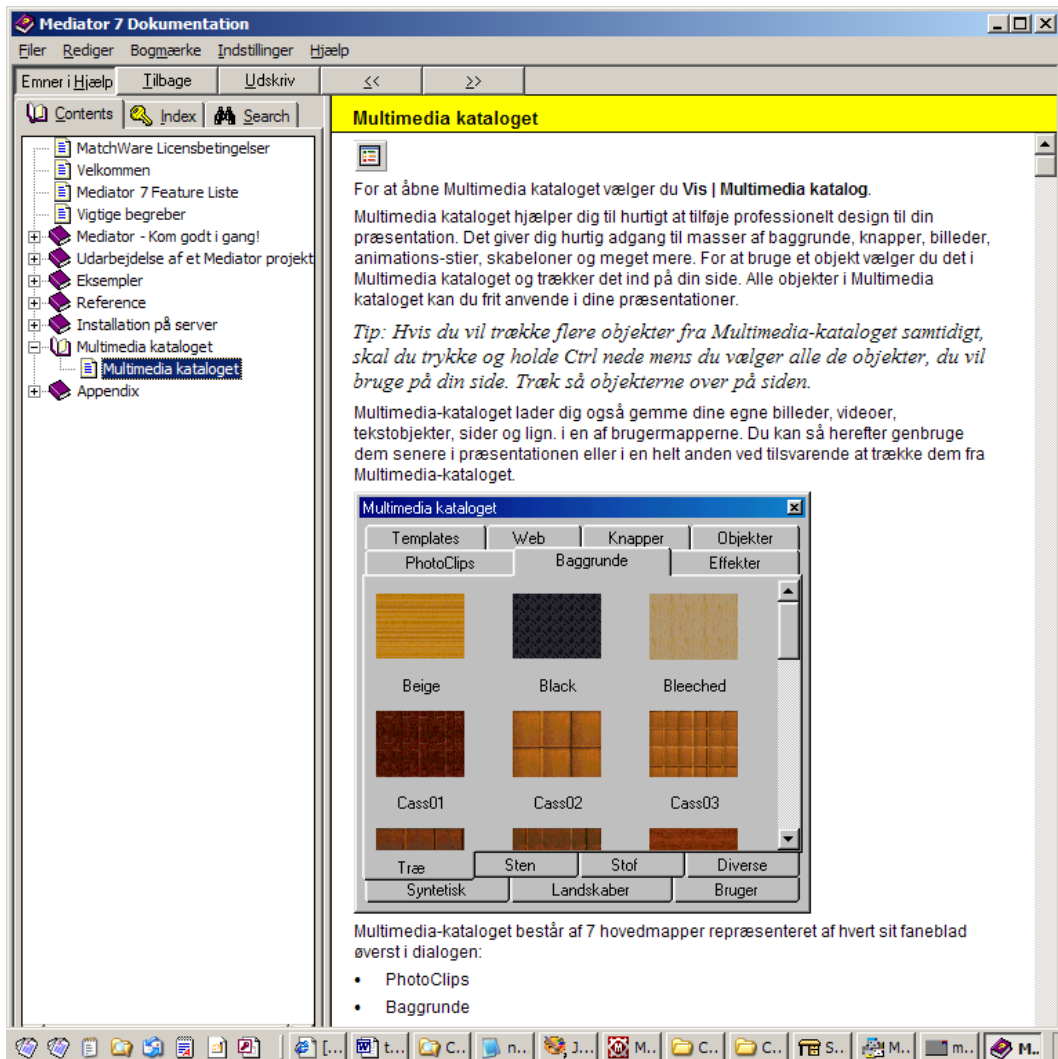 Mediator 7 Dokumentation
Filer Rediger Bogmærke Indstillinger Hjælp
Emner i Hjælp Tilbage Udskriv << >>
Contents Index Search
MatchWare Licensbetingelser
Velkommen
Mediator 7 Feature Liste
Vigtige begreber
Mediator - Kom godt i gang!
Udarbejdelse af et Mediator projekt
Eksempler
Reference
Installation på server
Multimedia kataloget
Multimedia kataloget
Appendix
Multimedia kataloget
For at åbne Multimedia kataloget vælger du Vis | Multimedia katalog.
Multimedia kataloget hjælper dig til hurtigt at tilføje professionelt design til din
præsentation. Det giver dig hurtig adgang til masser af baggrunde, knapper, billeder,
animations-stier, skabeloner og meget mere. For at bruge et objekt vælger du det i
Multimedia kataloget og trækker det ind på din side. Alle objekter i Multimedia
kataloget kan du frit anvende i dine præsentationer.
Tip: Hvis du vil trække flere objekter fra Multimedia-kataloget samtidigt,
skal du trykke og holde Ctrl nede mens du vælger alle de objekter, du vil
bruge på din side. Træk så objekterne over på siden.
Multimedia-kataloget lader dig også gemme dine egne billeder, videoer,
tekstobjekter, sider og lign. i en af brugermapperne. Du kan så herefter genbruge
dem senere i præsentationen eller i en helt anden ved tilsvarende at trække dem fra
Multimedia-kataloget.
Multimedia kataloget
Templates Web Knapper Objekter
PhotoClips Baggrunde Effekter
Beige Black Bleeched
Cass01 Cass02 Cass03
Træ Sten Stof Diverse
Syntetisk Landskaber Bruger
Multimedia-kataloget består af 7 hovedmapper repræsenteret af hvert sit faneblad
øverst i dialogen:
• PhotoClips
• Baggrunde
[... t... C... n... J... M.. C... C... S... M.. m... M..